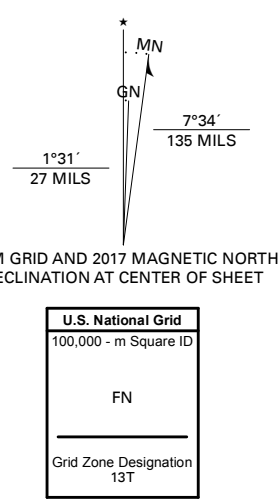 ★
MN
GN
7°34´
135 MILS
1°31´
27 MILS
M GRID AND 2017 MAGNETIC NORTH
ECLINATION AT CENTER OF SHEET
U.S. National Grid
100,000 - m Square ID
FN
Grid Zone Designation
13T